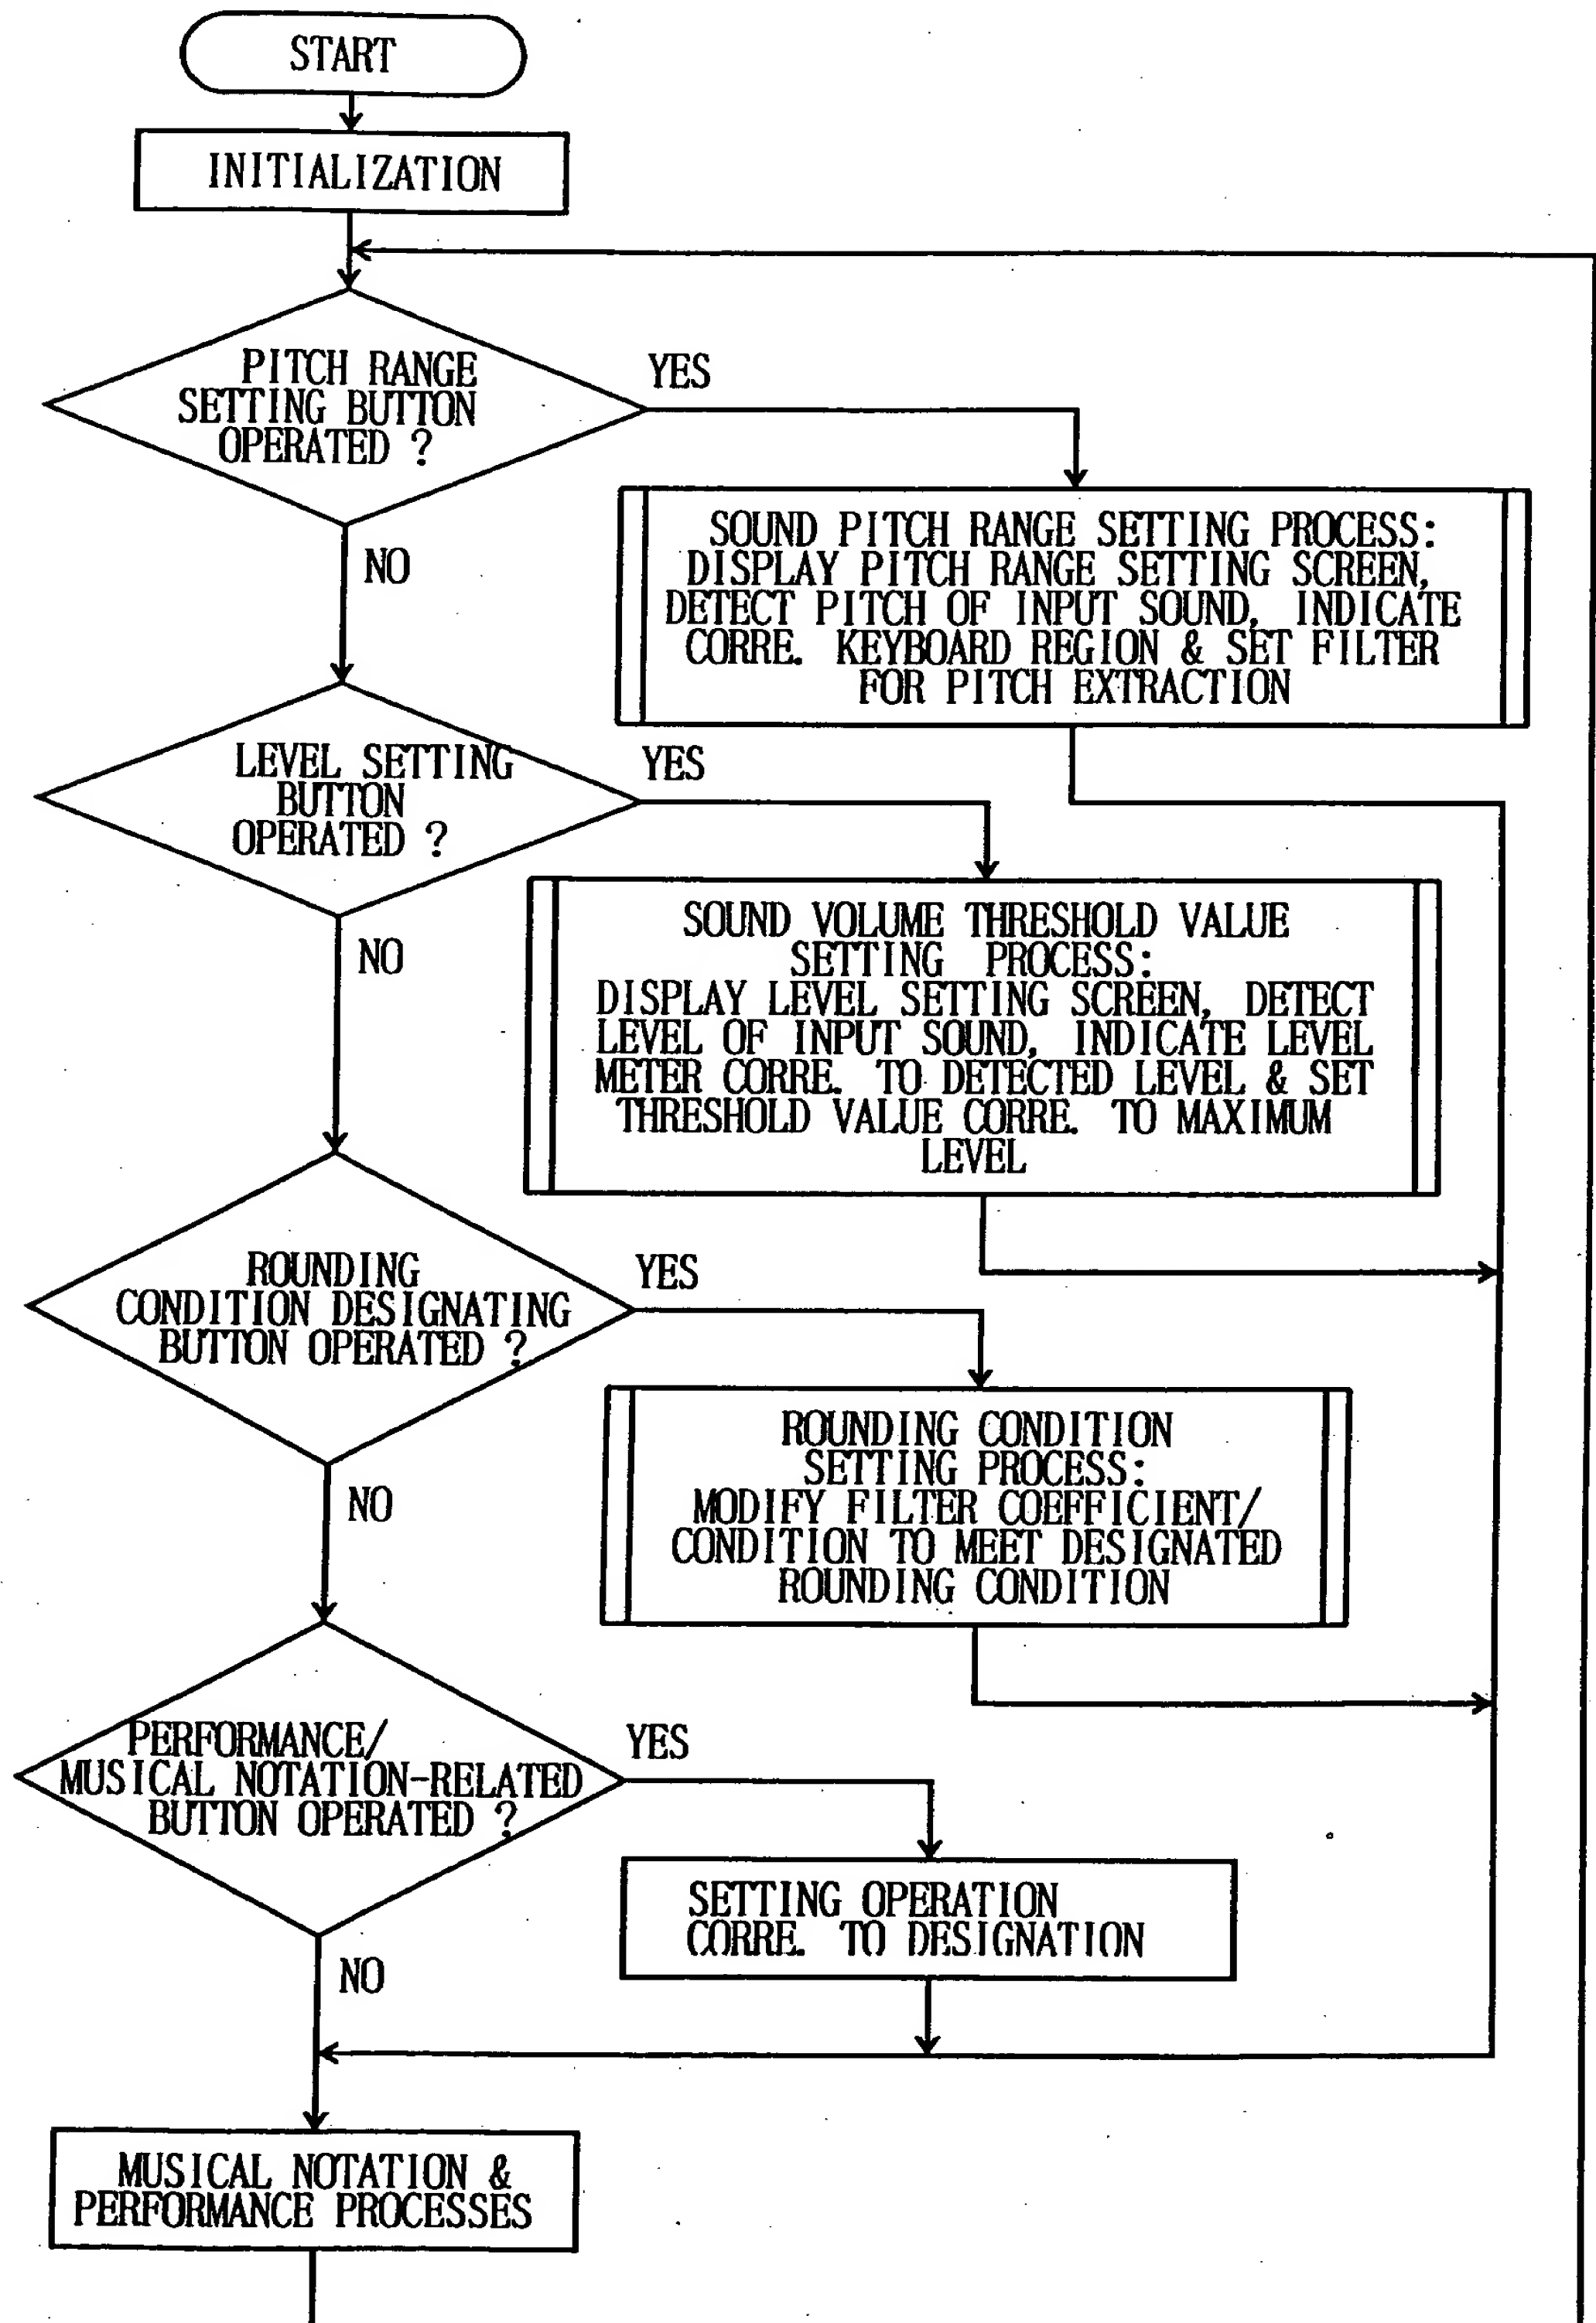 START
INITIALIZATION
PITCH RANGE
SETTING BUTTON
OPERATED ?
YES
NO
SOUND PITCH RANGE SETTING PROCESS:
DISPLAY PITCH RANGE SETTING SCREEN,
DETECT PITCH OF INPUT SOUND, INDICATE
CORRE. KEYBOARD REGION & SET FILTER
FOR PITCH EXTRACTION
LEVEL SETTING
BUTTON
OPERATED ?
YES
NO
SOUND VOLUME THRESHOLD VALUE
SETTING PROCESS:
DISPLAY LEVEL SETTING SCREEN, DETECT
LEVEL OF INPUT SOUND, INDICATE LEVEL
METER CORRE. TO DETECTED LEVEL & SET
THRESHOLD VALUE CORRE. TO MAXIMUM
LEVEL
ROUNDING
CONDITION DESIGNATING
BUTTON OPERATED ?
YES
NO
ROUNDING CONDITION
SETTING PROCESS:
MODIFY FILTER COEFFICIENT/
CONDITION TO MEET DESIGNATED
ROUNDING CONDITION
PERFORMANCE/
MUSICAL NOTATION-RELATED
BUTTON OPERATED ?
YES
NO
SETTING OPERATION
CORRE. TO DESIGNATION
MUSICAL NOTATION &
PERFORMANCE PROCESSES